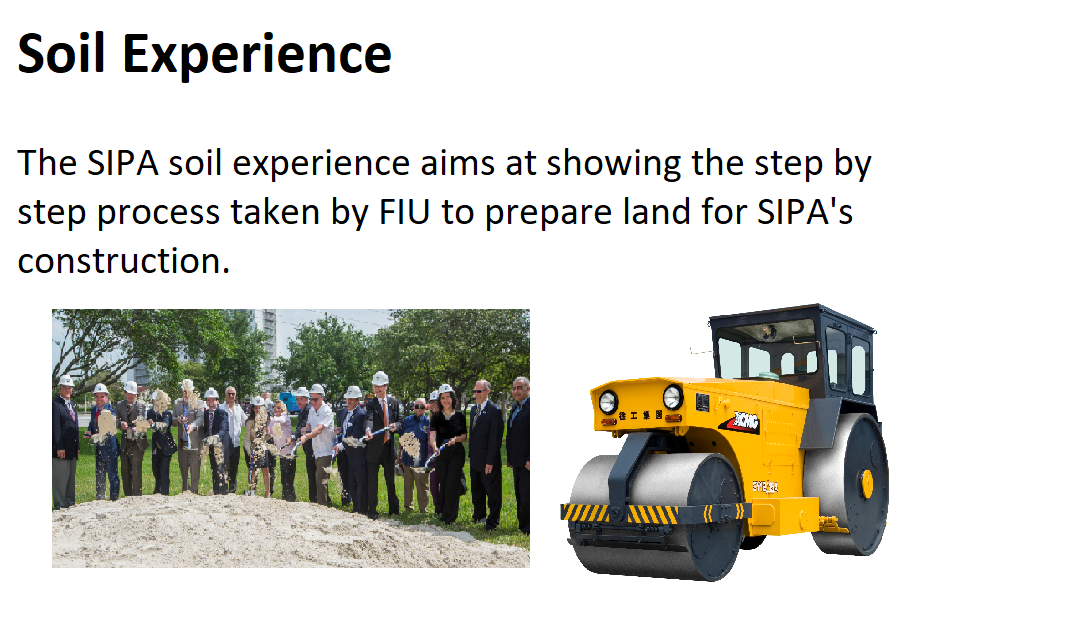 Soil Experience
The SIPA soil experience aims at showing the step by
step process taken by FIU to prepare land for SIPA's
construction.
徐工集团
XCMG